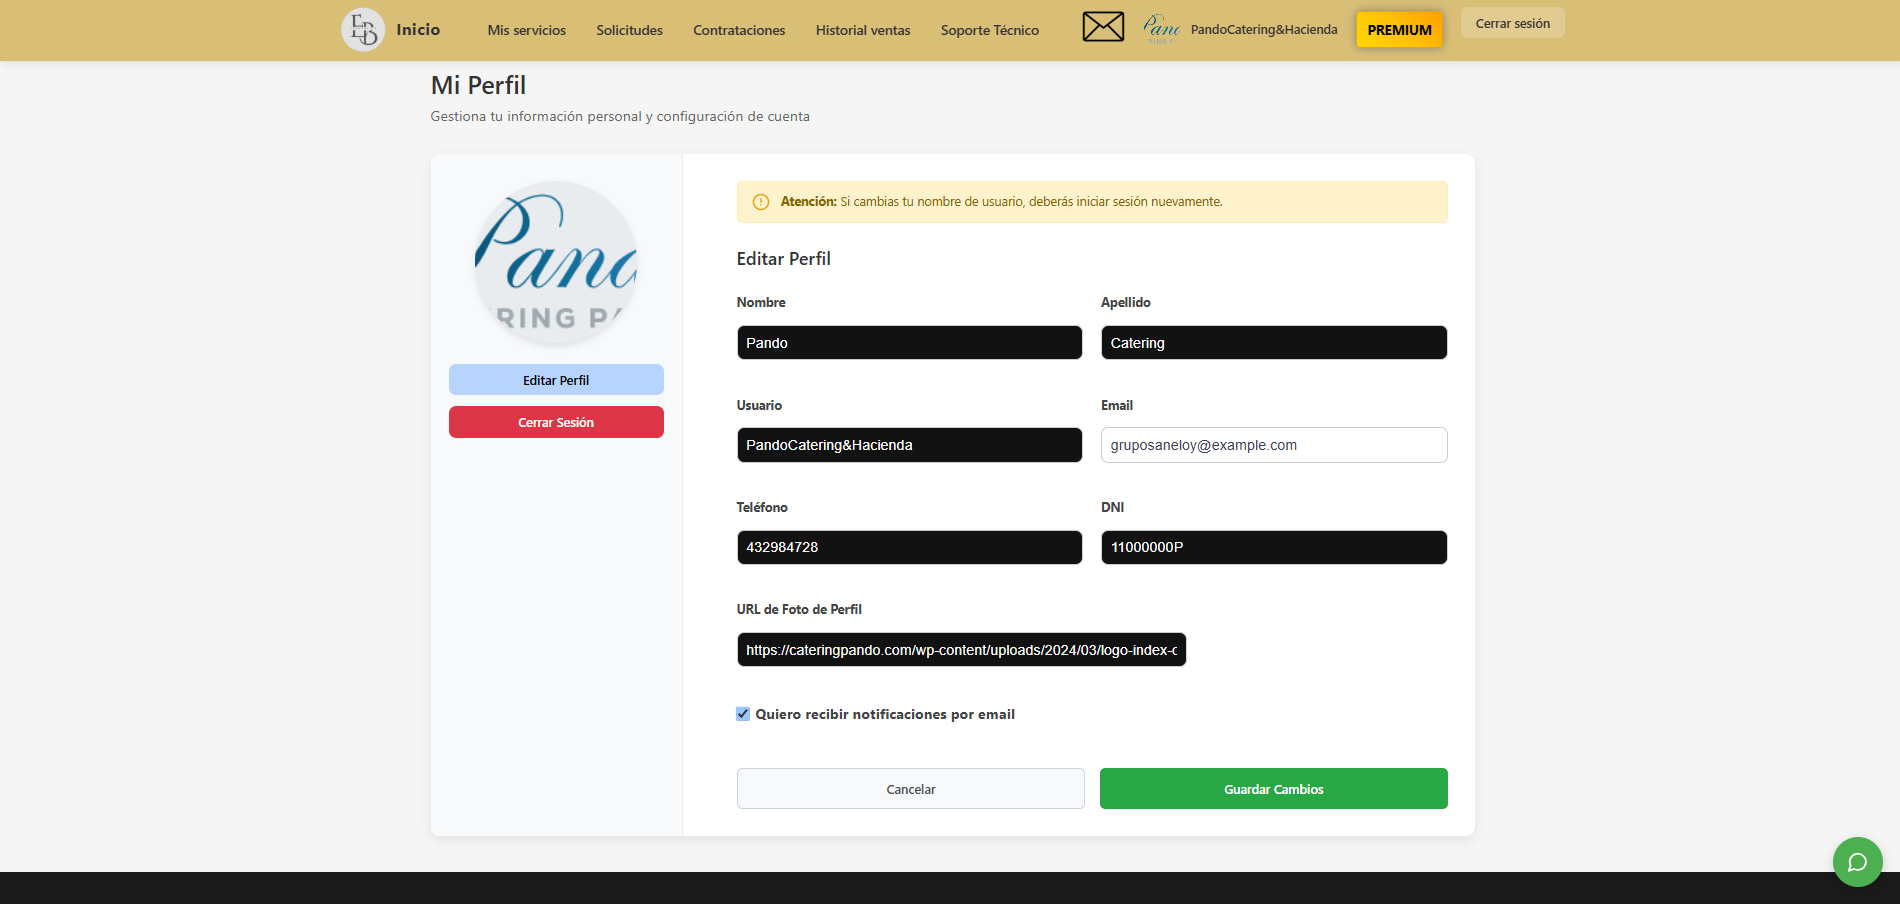 EED Inicio Mis servicios Solicitudes Contrataciones Historial ventas Soporte Técnico PandoCatering&Hacienda PREMIUM Cerrar sesión
Mi Perfil
Gestiona tu información personal y configuración de cuenta
Pand
RING PA
Editar Perfil
Cerrar Sesión
Atención: Si cambias tu nombre de usuario, deberás iniciar sesión nuevamente.
Editar Perfil
Nombre Apellido
Pando Catering
Usuario Email
PandoCatering&Hacienda gruposaneloy@example.com
Teléfono DNI
432984728 11000000P
URL de Foto de Perfil
https://cateringpando.com/wp-content/uploads/2024/03/logo-index-c
Quiero recibir notificaciones por email
Cancelar Guardar Cambios